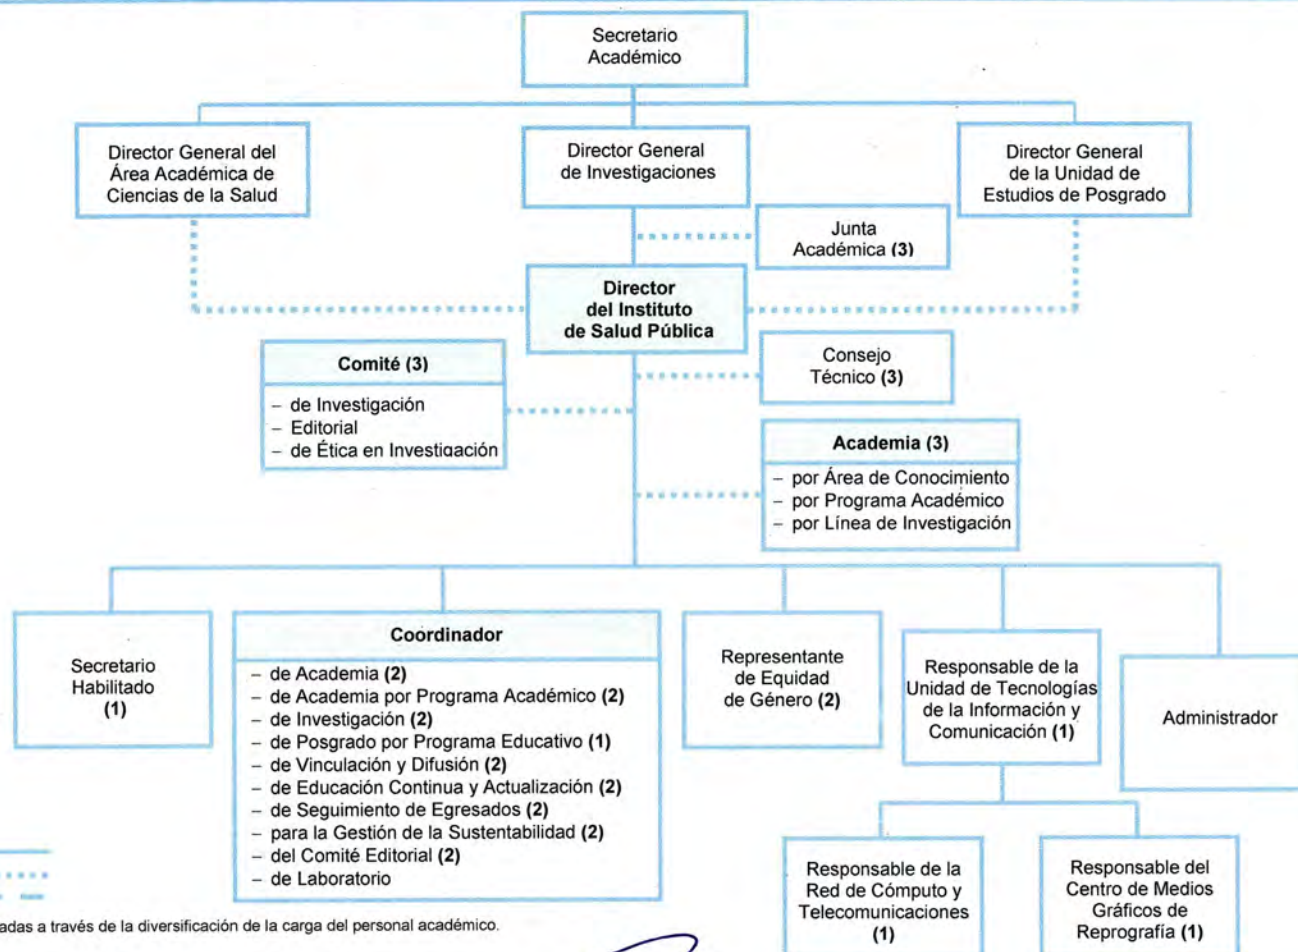 Secretario
Académico
Director General del
Área Académica de
Ciencias de la Salud
Director General
de Investigaciones
Director General
de la Unidad de
Estudios de Posgrado
Junta
Académica (3)
Director
del Instituto
de Salud Pública
Comité (3)
– de Investigación
– Editorial
– de Ética en Investigación
Consejo
Técnico (3)
Academia (3)
– por Área de Conocimiento
– por Programa Académico
– por Línea de Investigación
Secretario
Habilitado
(1)
Coordinador
– de Academia (2)
– de Academia por Programa Académico (2)
– de Investigación (2)
– de Posgrado por Programa Educativo (1)
– de Vinculación y Difusión (2)
– de Educación Continua y Actualización (2)
– de Seguimiento de Egresados (2)
– para la Gestión de la Sustentabilidad (2)
– del Comité Editorial (2)
– de Laboratorio
Representante
de Equidad
de Género (2)
Responsable de la
Unidad de Tecnologías
de la Información y
Comunicación (1)
Administrador
Responsable de la
Red de Cómputo y
Telecomunicaciones
(1)
Responsable del
Centro de Medios
Gráficos de
Reprografía (1)
adas a través de la diversificación de la carga del personal académico.